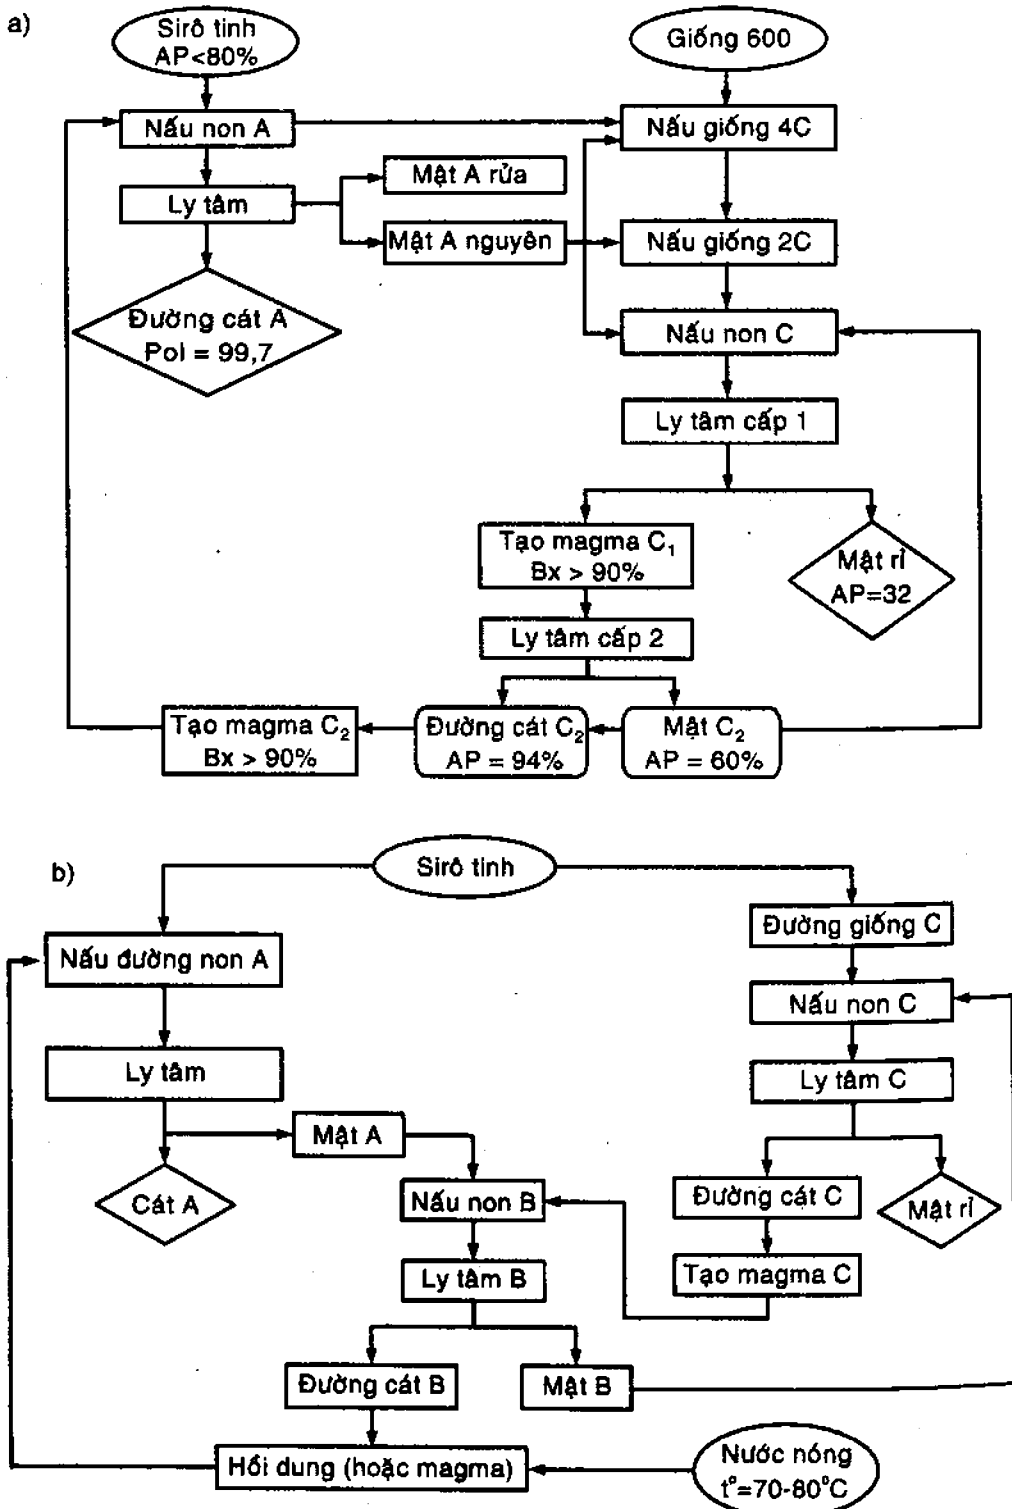 a)
Sirô tinh
AP<80%
Giống 600
Nấu non A
Nấu giống 4C
Mật A rửa
Ly tâm
Mật A nguyên
Nấu giống 2C
Đường cát A
Pol = 99,7
Nấu non C
Ly tâm cấp 1
Tạo magma C₁
Bx > 90%
Mật rỉ
AP=32
Ly tâm cấp 2
Tạo magma C₂
Bx > 90%
Đường cát C₂
AP = 94%
Mật C₂
AP = 60%
b)
Sirô tinh
Đường giống C
Nấu đường non A
Nấu non C
Ly tâm
Ly tâm C
Mật A
Cát A
Nấu non B
Đường cát C
Mật rỉ
Ly tâm B
Tạo magma C
Đường cát B
Mật B
Hồi dung (hoặc magma)
Nước nóng
t°=70-80°C